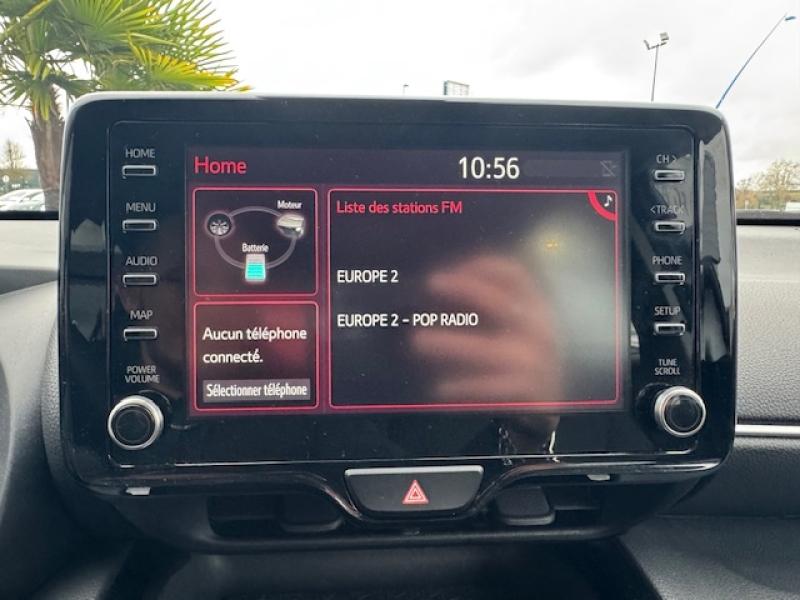 HOME
MENU
AUDIO
MAP
POWER
VOLUME
Home
10:56
Moteur
Batterie
Aucun téléphone
connecté.
Sélectionner téléphone
Liste des stations FM
EUROPE 2
EUROPE 2 - POP RADIO
CH >
< TRACK
PHONE
SETUP
TUNE
SCROLL